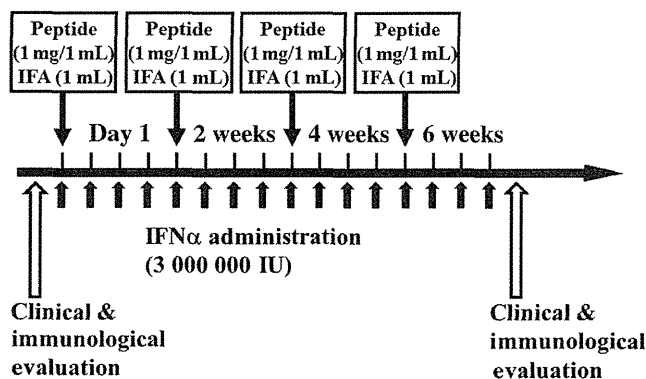 Peptide
(1 mg/1 mL)
IFA (1 mL)
Peptide
(1 mg/1 mL)
IFA (1 mL)
Peptide
(1 mg/1 mL)
IFA (1 mL)
Peptide
(1 mg/1 mL)
IFA (1 mL)
Day 1 2 weeks 4 weeks 6 weeks
IFNα administration
(3 000 000 IU)
Clinical &
immunological
evaluation
Clinical &
immunological
evaluation